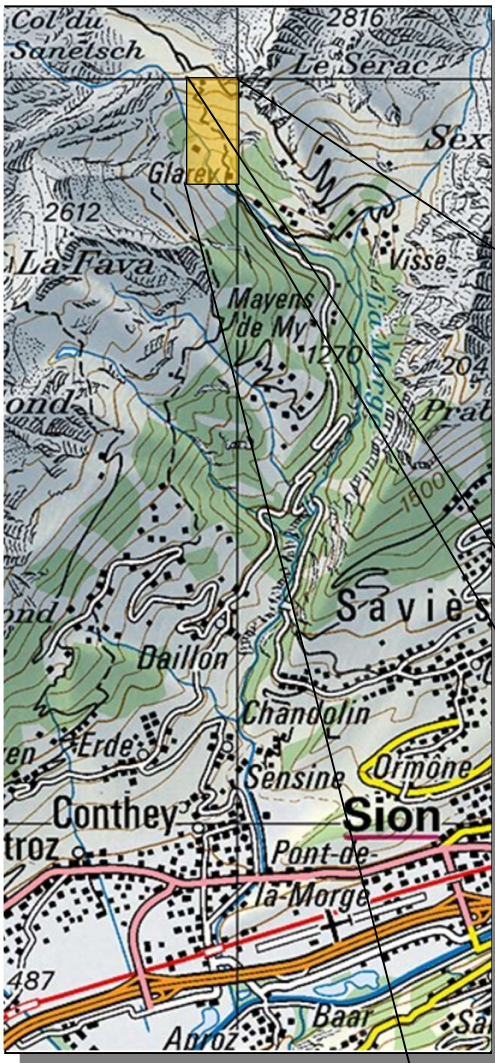 Col du
Sanetsch
2816
Le Sérac
Sex
Glarey
2612
Visse
La Fava
Mayens
de My
1270
La Morge
204
ond
Prab
1500
Saviès
ond
Daillon
Chandolin
en
Erde
Sensine
Ormône
Conthey
Sion
troz
Pont-de-
la-Morge
487
Baar
Aproz
Sa